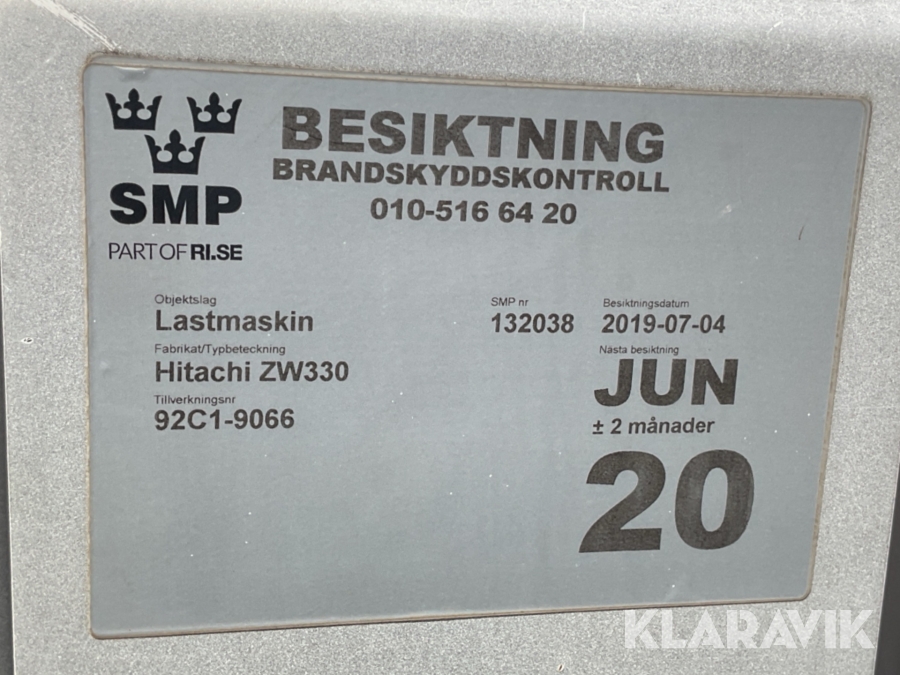 BESIKTNING
BRANDSKYDDSKONTROLL
010-516 64 20
SMP
PART OF RI.SE
Objektslag
Lastmaskin
SMP nr
132038
Besiktningsdatum
2019-07-04
Fabrikat/Typbeteckning
Hitachi ZW330
Nästa besiktning
JUN
± 2 månader
20
Tillverkningsnr
92C1-9066
KLARAVIK